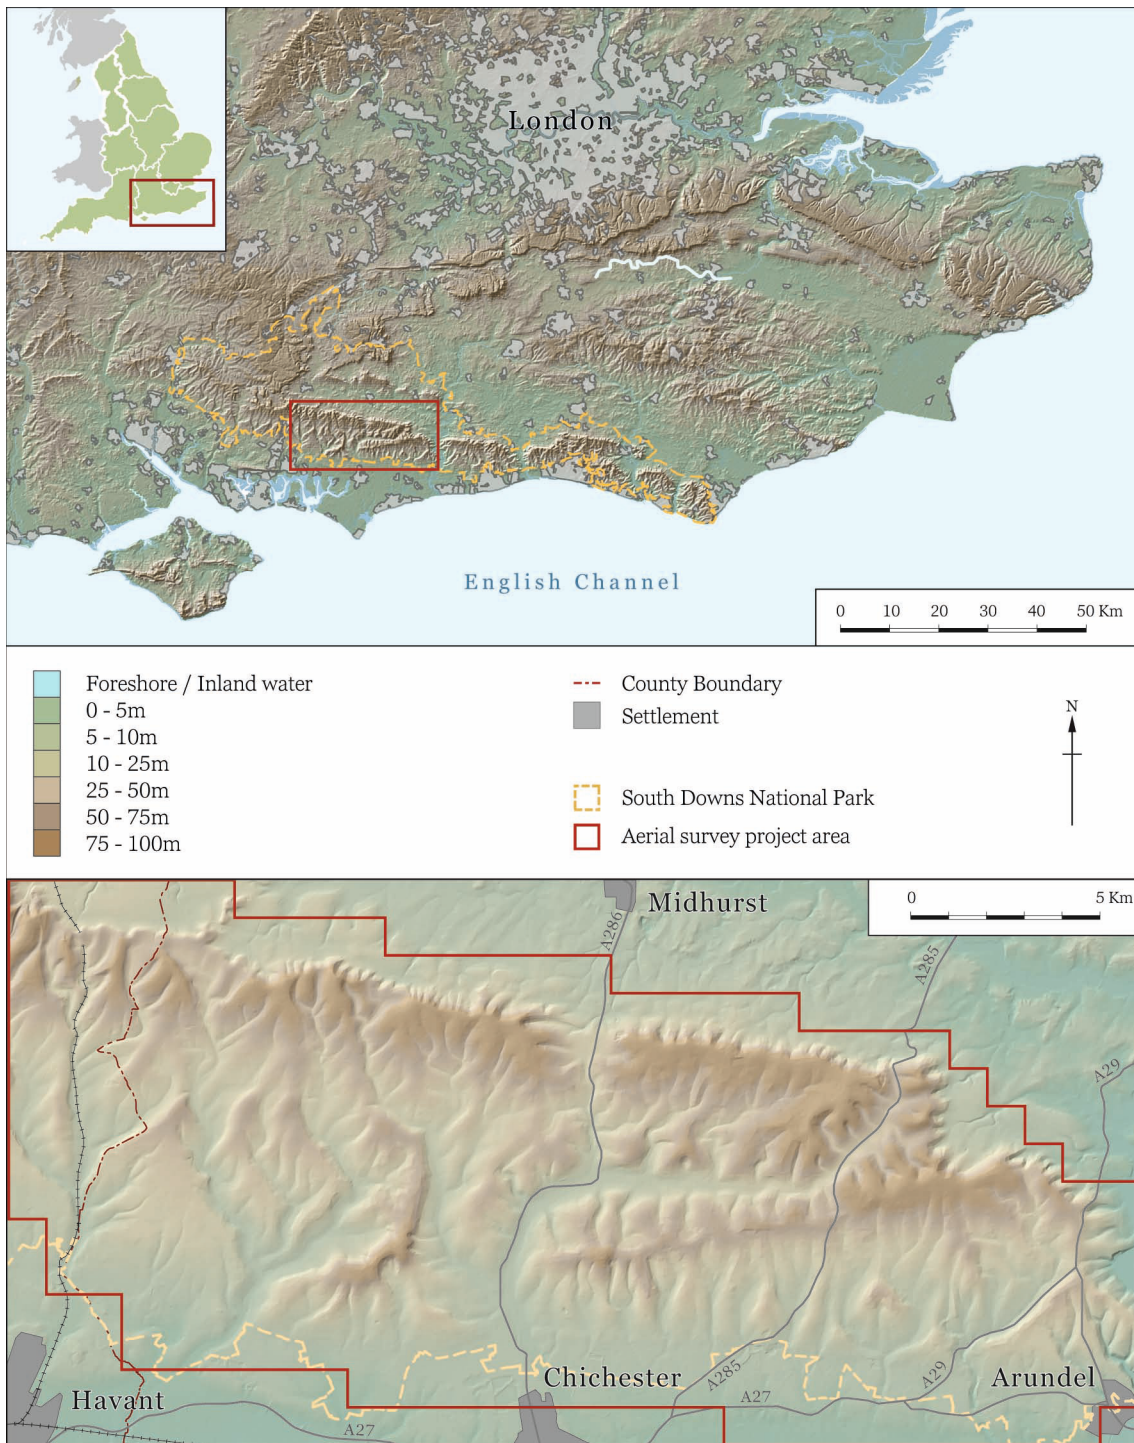 London
English Channel
0 10 20 30 40 50 Km
Foreshore / Inland water
0 - 5m
5 - 10m
10 - 25m
25 - 50m
50 - 75m
75 - 100m
County Boundary
Settlement
South Downs National Park
Aerial survey project area
N
0 5 Km
Midhurst
A286
A285
A29
Chichester
A285
A29
Arundel
Havant
A27
A27